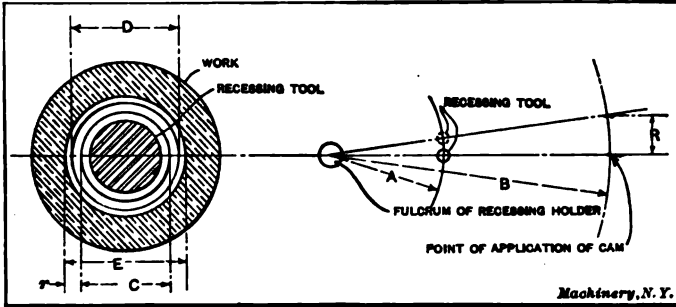 D
WORK
RECESSING TOOL
RECESSING TOOL
R
A
B
FULCRUM OF RECESSING HOLDER
POINT OF APPLICATION OF CAM
E
r
C
Machinery, N.Y.